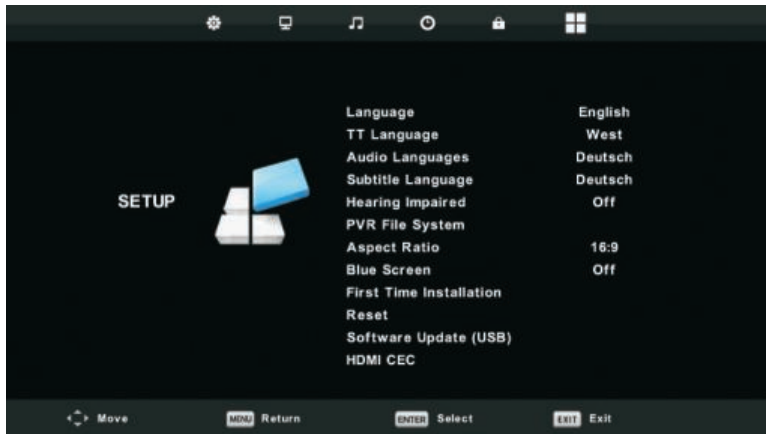 Language English
TT Language West
Audio Languages Deutsch
Subtitle Language Deutsch
SETUP
Hearing Impaired Off
PVR File System
Aspect Ratio 16:9
Blue Screen Off
First Time Installation
Reset
Software Update (USB)
HDMI CEC
Move MENU Return ENTER Select EXIT Exit